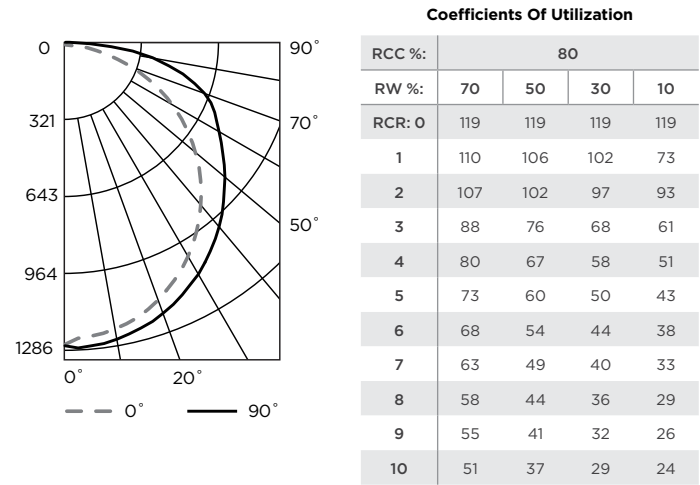 0
321
643
964
1286
90°
70°
50°
0° 20°
0° 90°
Coefficients Of Utilization
RCC %: 80
RW %: 70 50 30 10
RCR: 0 119 119 119 119
1 110 106 102 73
2 107 102 97 93
3 88 76 68 61
4 80 67 58 51
5 73 60 50 43
6 68 54 44 38
7 63 49 40 33
8 58 44 36 29
9 55 41 32 26
10 51 37 29 24